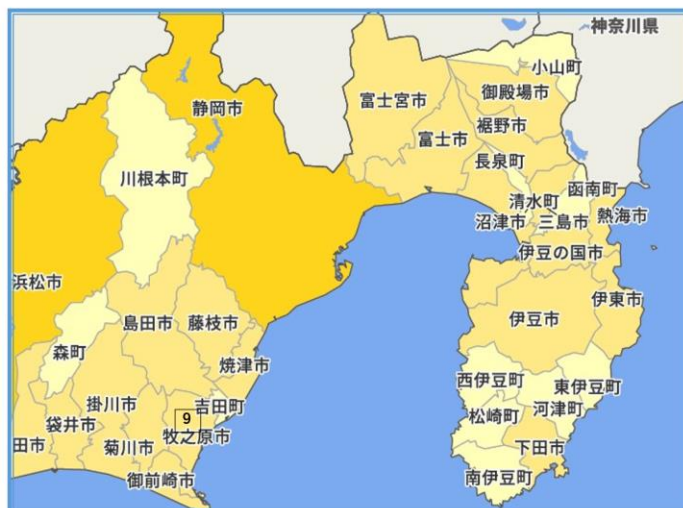 神奈川県
小山町
静岡市
富士宮市
御殿場市
裾野市
富士市
長泉町
川根本町
函南町
清水町
沼津市
三島市
熱海市
伊豆の国市
浜松市
伊東市
島田市
藤枝市
伊豆市
森町
焼津市
西伊豆町
東伊豆町
掛川市
吉田町
松崎町
河津町
袋井市
9
牧之原市
田市
菊川市
下田市
御前崎市
南伊豆町